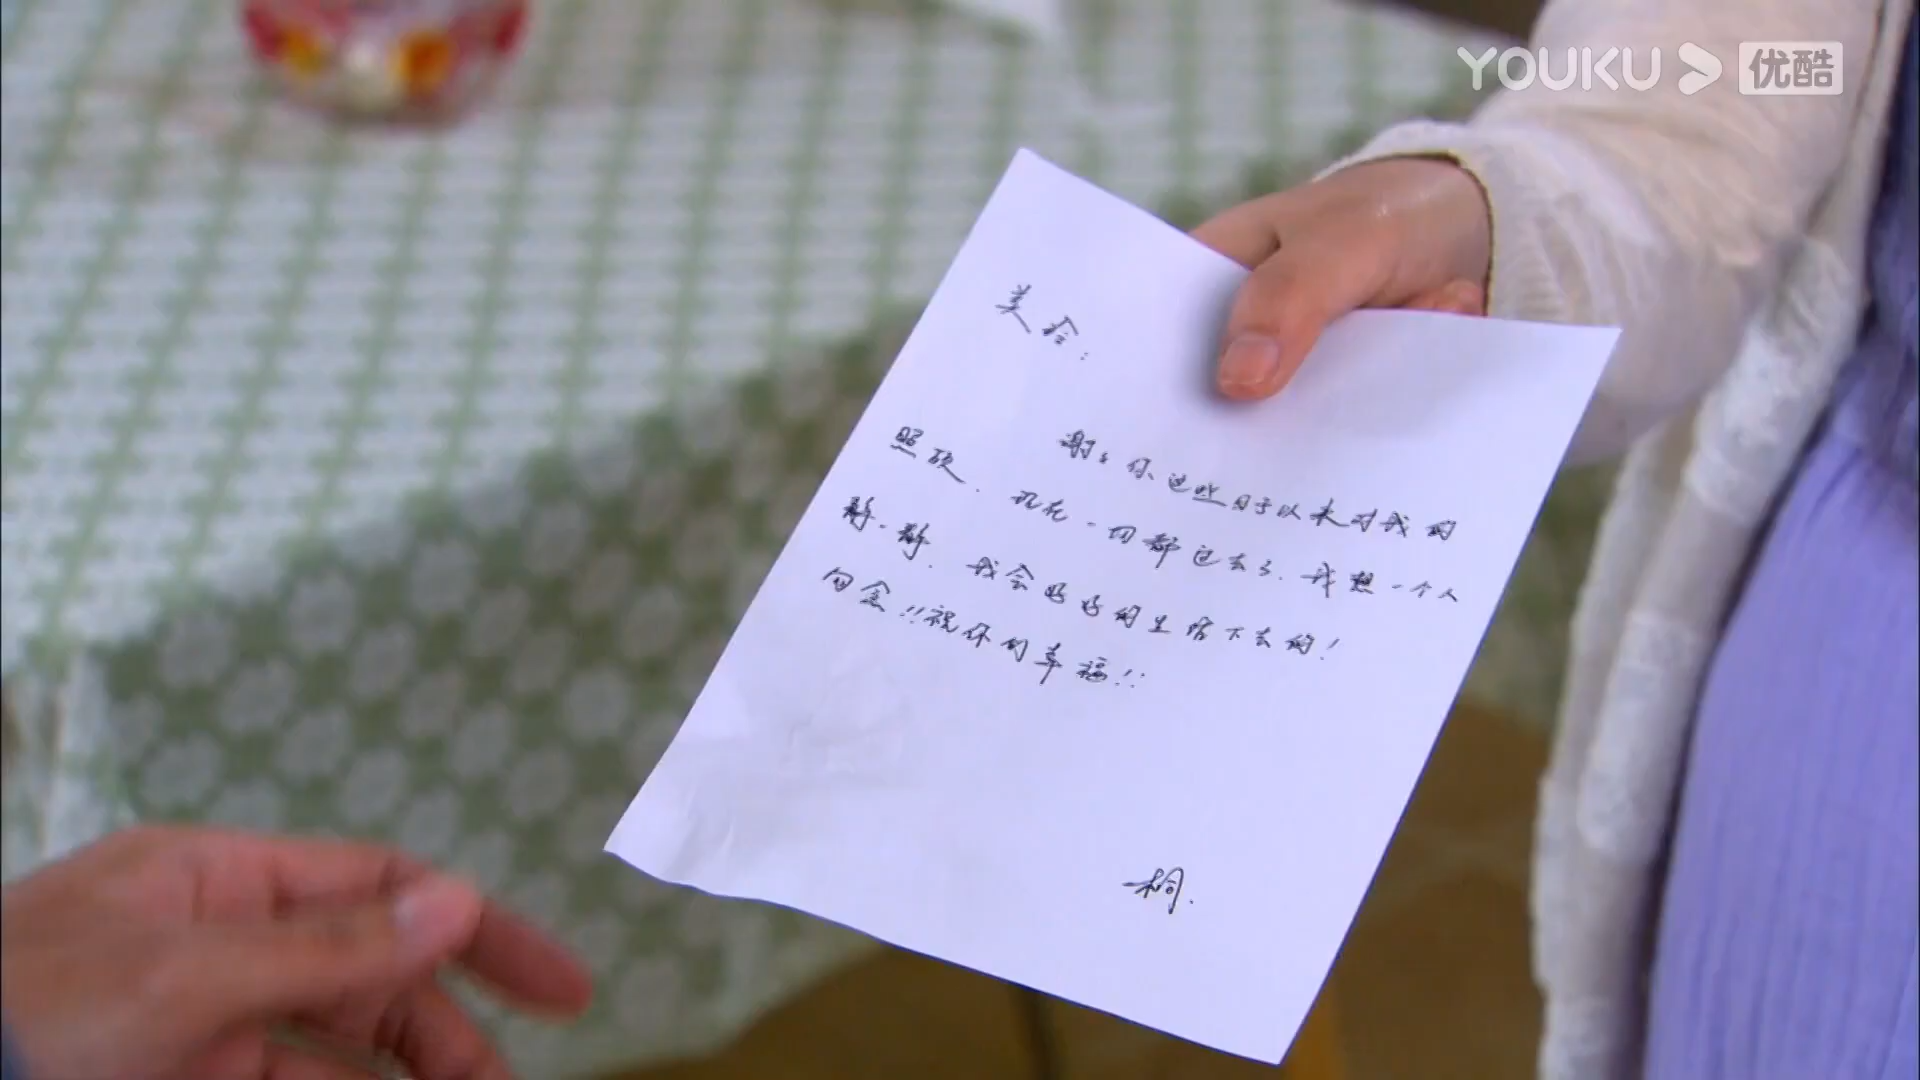 YOUKU 优酷
美玲：
谢谢你这些日子以来对我的
照顾．现在一切都过去了．我想一个人
静一静．我会好好的生活下去的！
勿念！！祝你们幸福！！
桐．